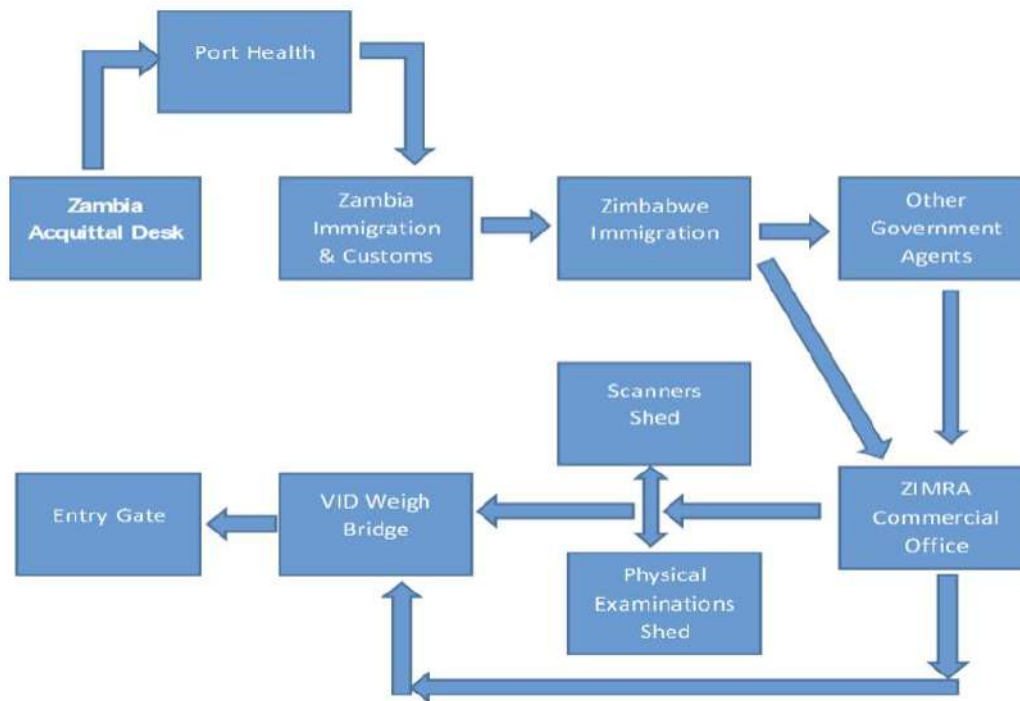 Port Health
Zambia
Acquittal Desk
Zambia
Immigration
& Customs
Zimbabwe
Immigration
Other
Government
Agents
Scanners
Shed
Entry Gate
VID Weigh
Bridge
ZIMRA
Commercial
Office
Physical
Examinations
Shed